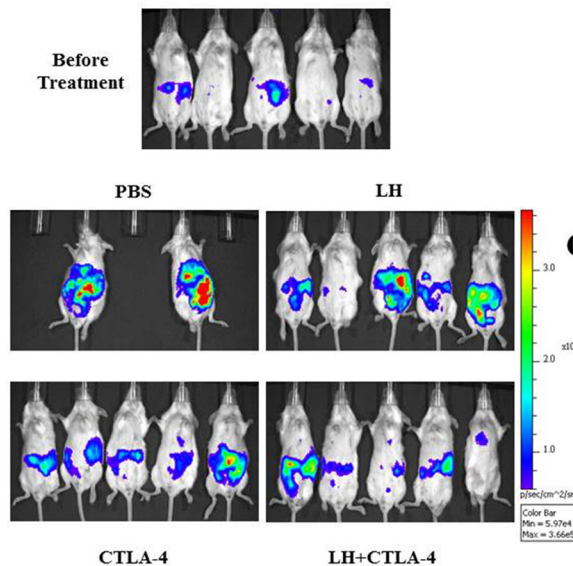 Before
Treatment
PBS
LH
3.0
x10
2.0
1.0
p/sec/cm^2/sr
Color Bar
Min = 5.97e4
Max = 3.66e5
CTLA-4
LH+CTLA-4